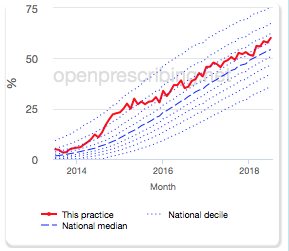 75
50
25
0
%
openprescribing.net
2014 2016 2018
Month
This practice National decile
National median